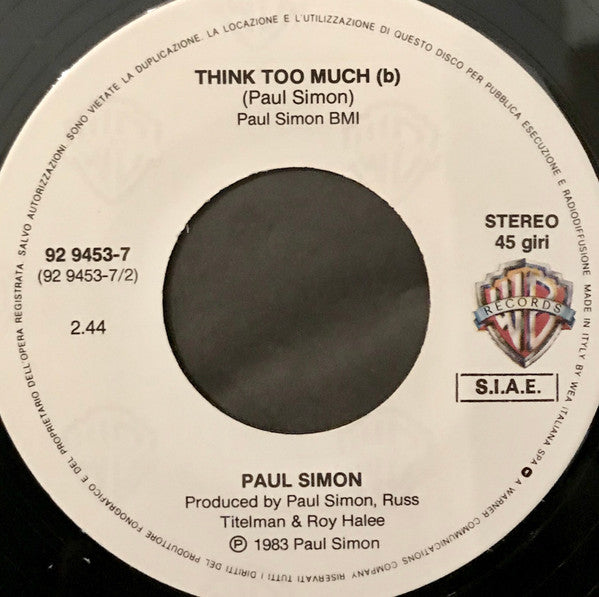 THINK TOO MUCH (b)
(Paul Simon)
Paul Simon BMI
92 9453-7
(92 9453-7/2)
2.44
STEREO
45 giri
WB
RECORDS
S.I.A.E.
PAUL SIMON
Produced by Paul Simon, Russ
Titelman & Roy Halee
Ⓟ 1983 Paul Simon
MADE IN ITLY BY WEA ITALIANA SPA - A WARNER COMMUNICATIONS COMPANY RISERVATI TUTTI I DIRITTI DEL PRODUTTORE FONOGRAFICO E DEL PROPRIETARIO DELL'OPERA REGISTRATA. SALVO AUTORIZZAZIONI. SONO VIETATE LA DUPLICAZIONE. LA LOCAZIONE E L'UTILIZZAZIONE DI QUESTO DISCO PER PUBBLICA ESECUZIONE E RADIODIFFUSIONE